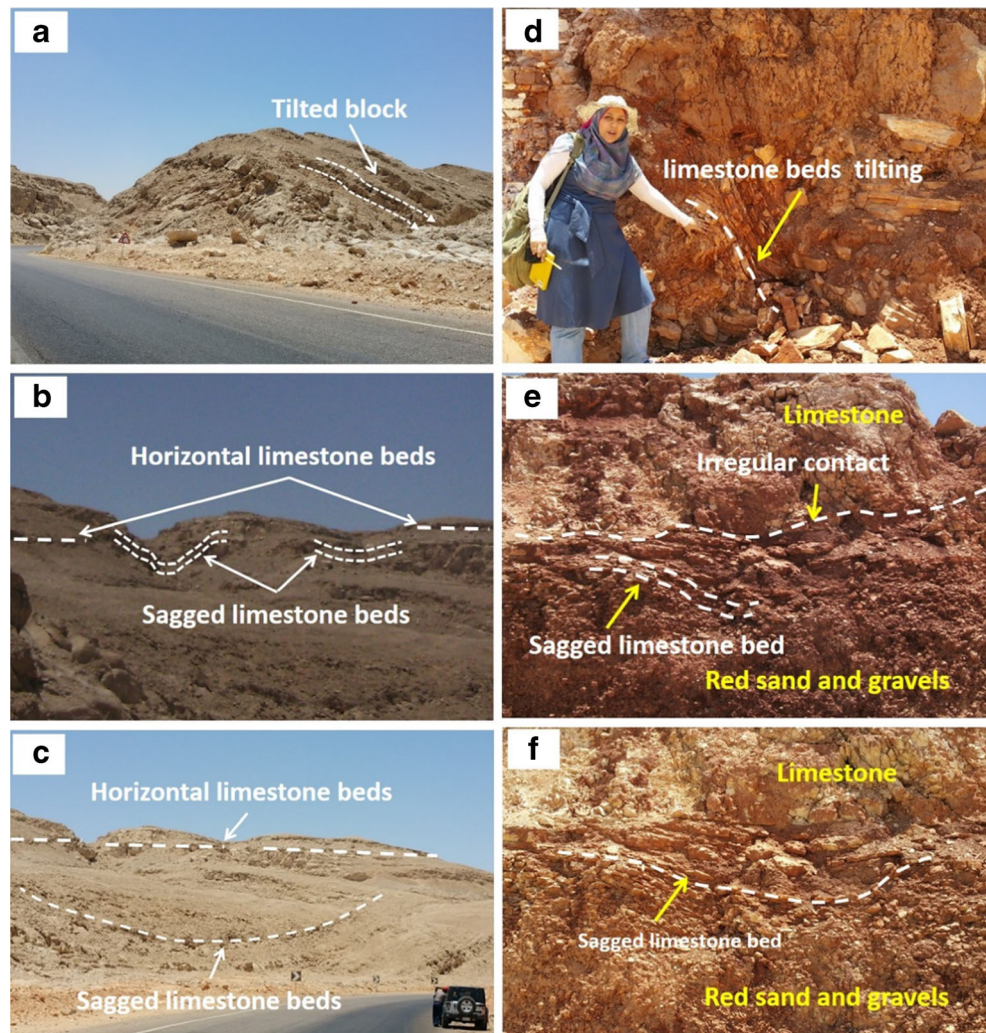 a
Tilted block
b
Horizontal limestone beds
Sagged limestone beds
c
Horizontal limestone beds
Sagged limestone beds
d
limestone beds tilting
e
Limestone
Irregular contact
Sagged limestone bed
Red sand and gravels
f
Limestone
Sagged limestone bed
Red sand and gravels